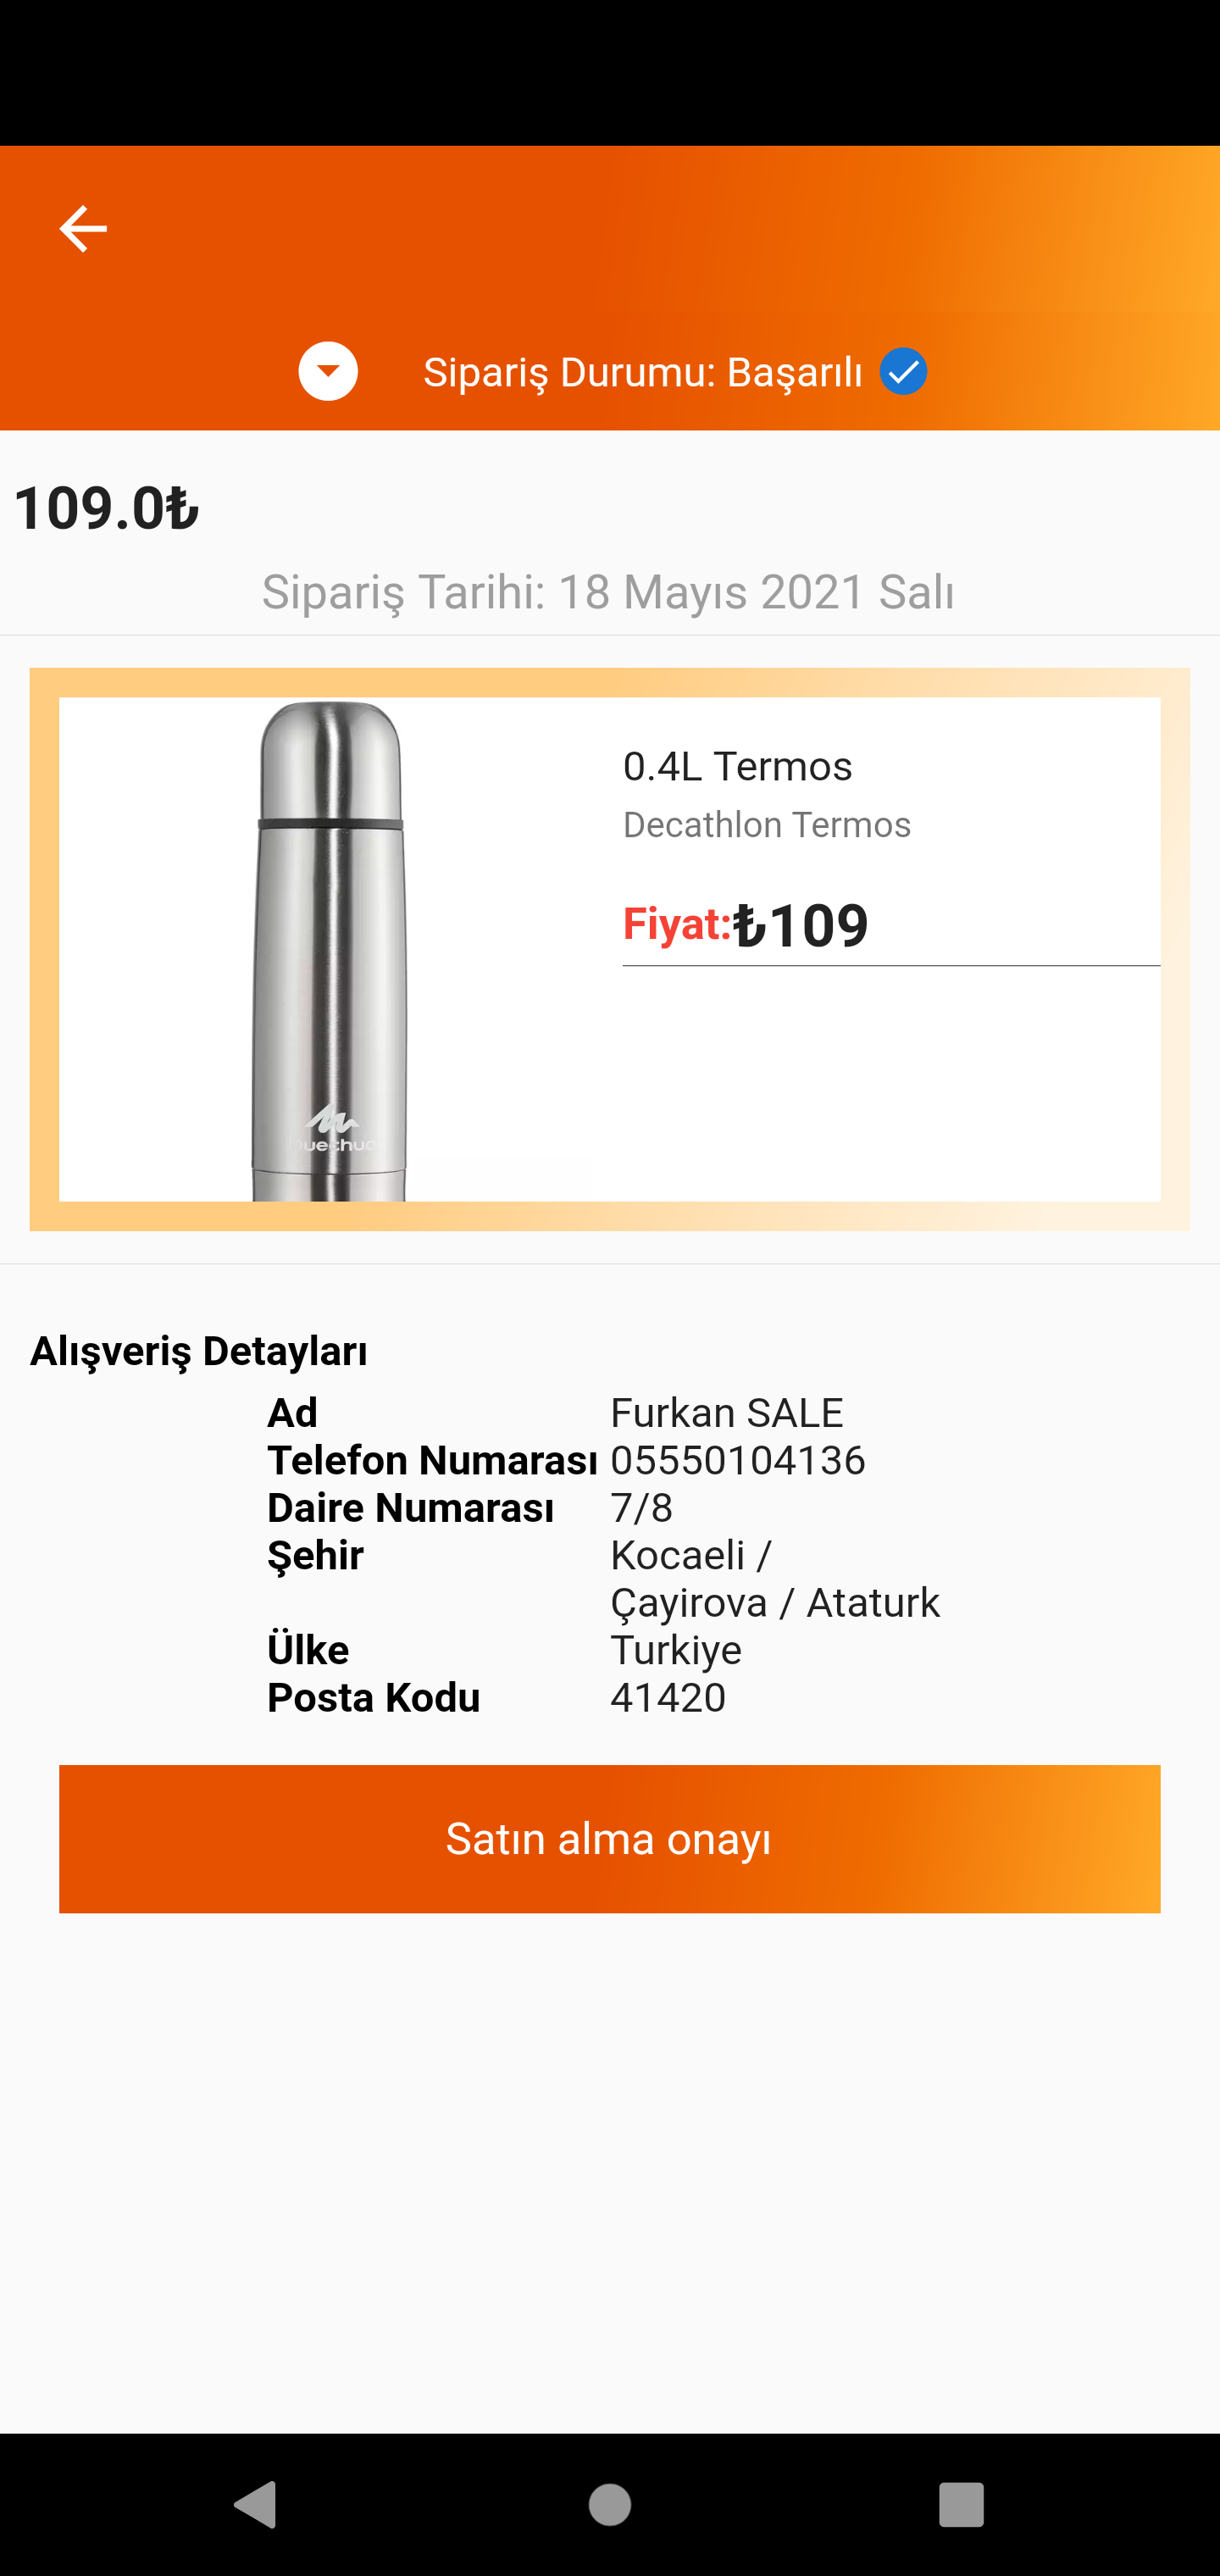 Sipariş Durumu: Başarılı
109.0₺
Sipariş Tarihi: 18 Mayıs 2021 Salı
0.4L Termos
Decathlon Termos
Fiyat:₺109
Quechua
Alışveriş Detayları
Ad Furkan SALE
Telefon Numarası 05550104136
Daire Numarası 7/8
Şehir Kocaeli /
Çayirova / Ataturk
Ülke Turkiye
Posta Kodu 41420
Satın alma onayı